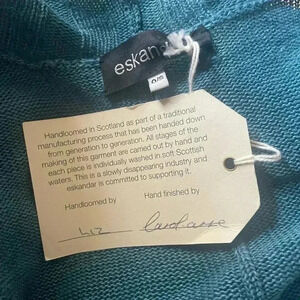 eskandar
0/S
Handloomed in Scotland as part of a traditional
manufacturing process that has been handed down
from generation to generation. All stages of the
making of this garment are carried out by hand and
each piece is individually washed in soft Scottish
waters. This is a slowly disappearing industry and
eskandar is committed to supporting it.
Handloomed by Hand finished by
Liz